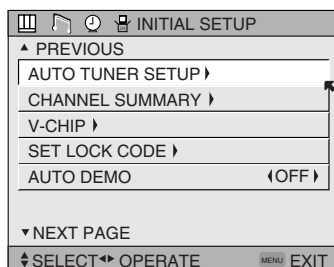 INITIAL SETUP
PREVIOUS
AUTO TUNER SETUP
CHANNEL SUMMARY
V-CHIP
SET LOCK CODE
AUTO DEMO OFF
NEXT PAGE
SELECT OPERATE MENU EXIT